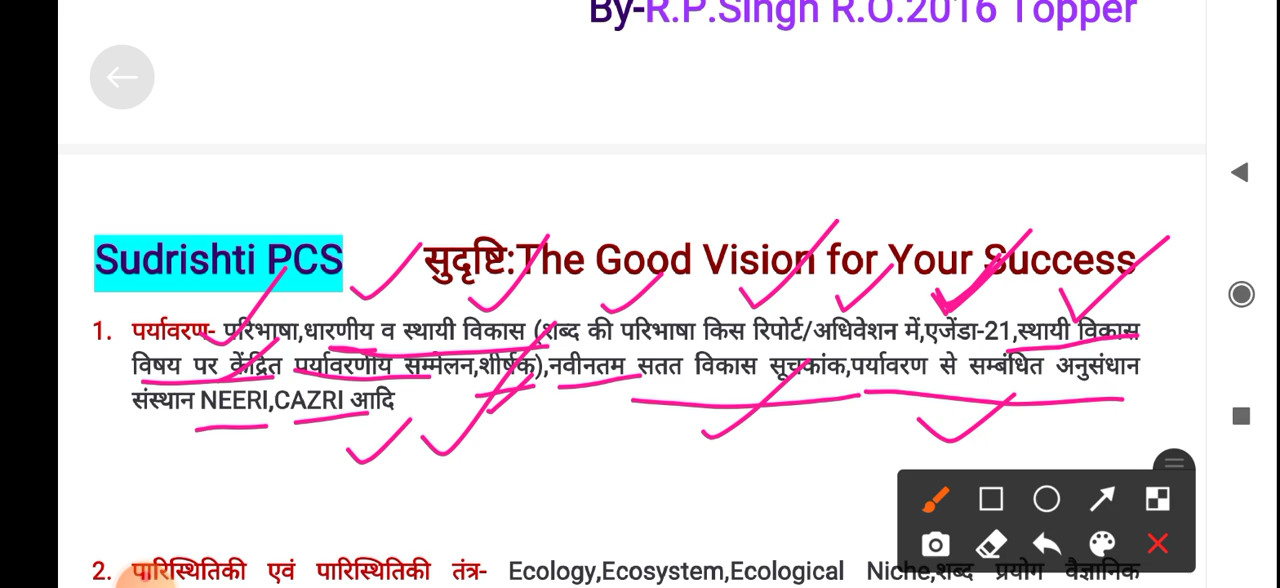 By-R.P.Singh R.O.2016 Topper
Sudrishti PCS सुदृष्टि:The Good Vision for Your Success
1. पर्यावरण- परिभाषा,धारणीय व स्थायी विकास (शब्द की परिभाषा किस रिपोर्ट/अधिवेशन में,एजेंडा-21,स्थायी विकास
विषय पर केंद्रित पर्यावरणीय सम्मेलन,शीर्षक),नवीनतम सतत विकास सूचकांक,पर्यावरण से सम्बंधित अनुसंधान
संस्थान NEERI,CAZRI आदि
2. पारिस्थितिकी एवं पारिस्थितिकी तंत्र- Ecology,Ecosystem,Ecological Niche,शब्द प्रयोग वैज्ञानिक